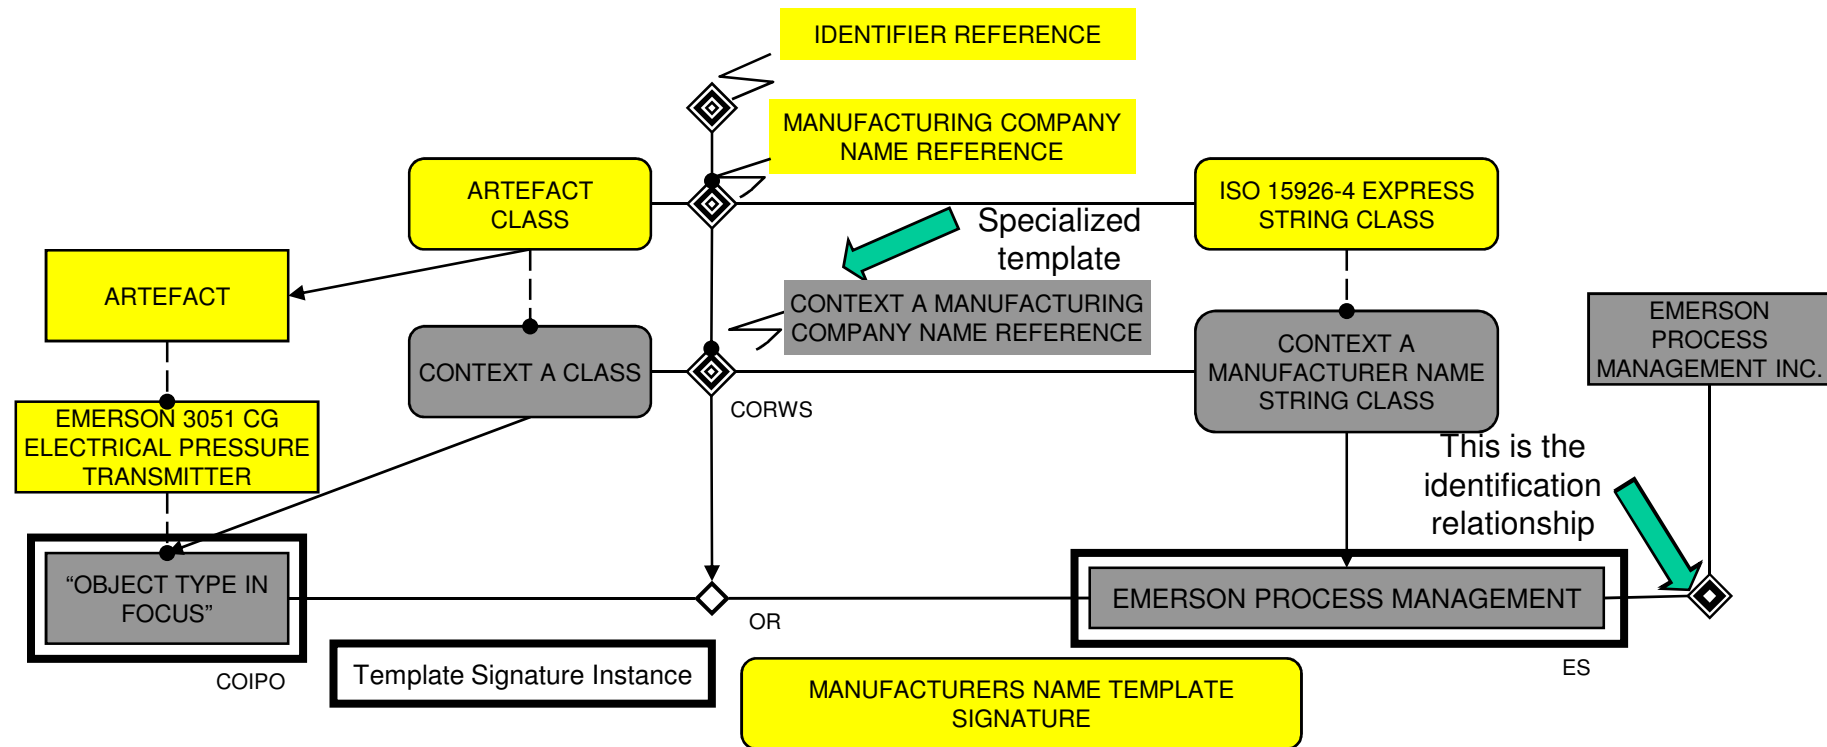 IDENTIFIER REFERENCE
MANUFACTURING COMPANY
NAME REFERENCE
ARTEFACT
CLASS
ISO 15926-4 EXPRESS
STRING CLASS
Specialized
template
ARTEFACT
CONTEXT A MANUFACTURING
COMPANY NAME REFERENCE
EMERSON
PROCESS
MANAGEMENT INC.
CONTEXT A CLASS
CONTEXT A
MANUFACTURER NAME
STRING CLASS
CORWS
EMERSON 3051 CG
ELECTRICAL PRESSURE
TRANSMITTER
This is the
identification
relationship
“OBJECT TYPE IN
FOCUS”
EMERSON PROCESS MANAGEMENT
OR
COIPO
ES
Template Signature Instance
MANUFACTURERS NAME TEMPLATE
SIGNATURE